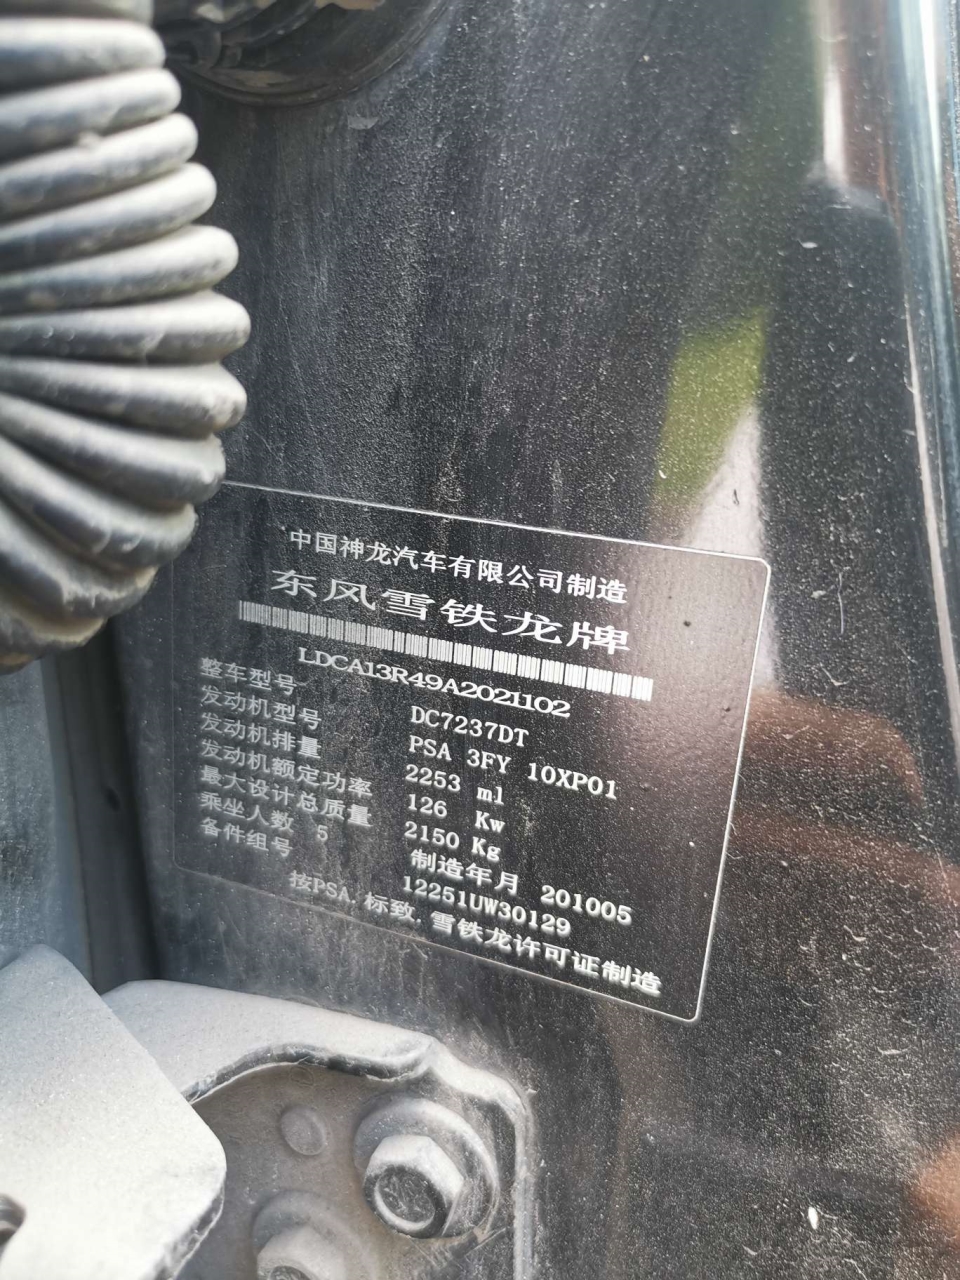 中国神龙汽车有限公司制造
东风雪铁龙牌
LDCA13R49A2021102
整车型号 DC7237DT
发动机型号 PSA 3FY 10XP01
发动机排量 2253 ml
发动机额定功率 126 Kw
最大设计总质量 2150 Kg
乘坐人数 5 制造年月 201005
备件组号 12251UW30129
按PSA.标致.雪铁龙许可证制造